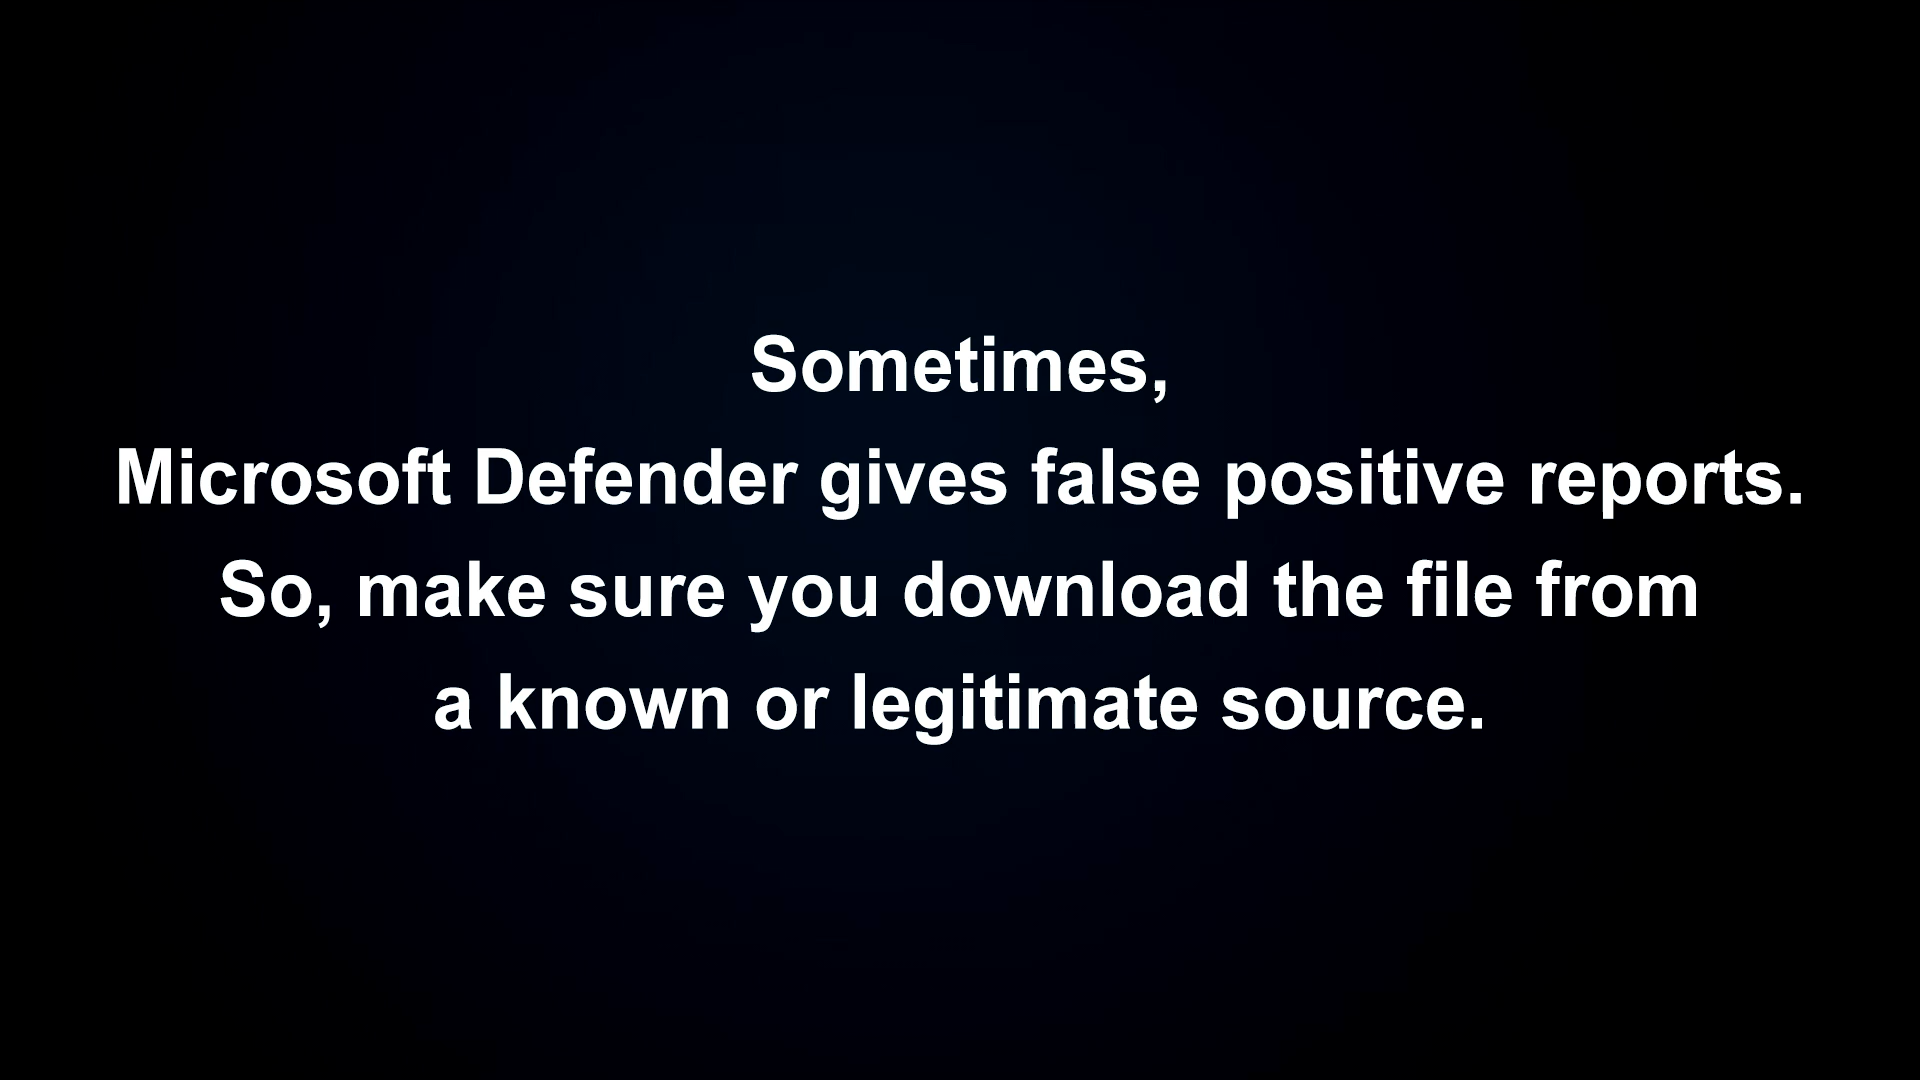 Sometimes,
Microsoft Defender gives false positive reports.
So, make sure you download the file from
a known or legitimate source.